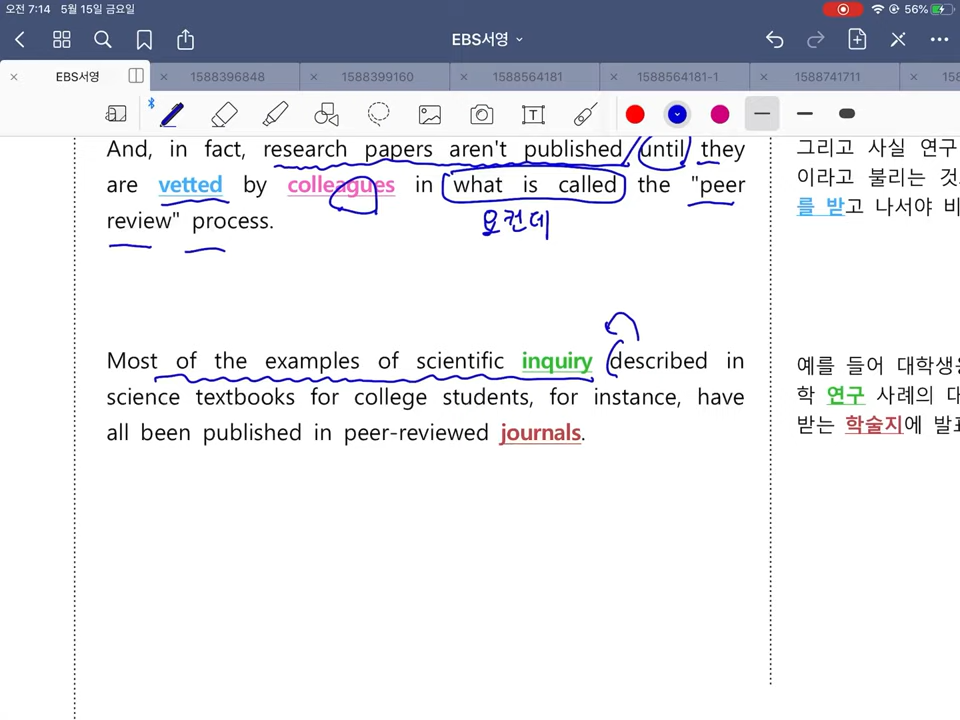 오전 7:14 5월 15일 금요일 56%
EBS서영
EBS서영 1588396848 1588399160 1588564181 1588564181-1 1588741711 158
And, in fact, research papers aren't published until they
are vetted by colleagues in what is called the "peer
review" process.
요컨데
Most of the examples of scientific inquiry described in
science textbooks for college students, for instance, have
all been published in peer-reviewed journals.
그리고 사실 연구
이라고 불리는 것
를 받고 나서야 비
예를 들어 대학생용
학 연구 사례의 대
받는 학술지에 발표